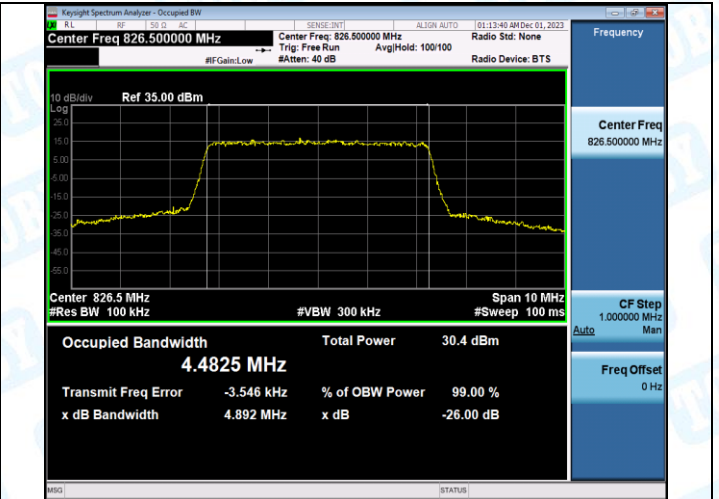 Keysight Spectrum Analyzer - Occupied BW
RL RF 50 Ω AC SENSE:INT ALIGN AUTO 01:13:40 AM Dec 01, 2023
Center Freq 826.500000 MHz
Center Freq: 826.500000 MHz Radio Std: None
Trig: Free Run Avg|Hold: 100/100
#IFGain:Low #Atten: 40 dB Radio Device: BTS
Frequency
10 dB/div Ref 35.00 dBm
Log
25.0
15.0
5.00
-5.00
-15.0
-25.0
-35.0
-45.0
-55.0
Center 826.5 MHz Span 10 MHz
#Res BW 100 kHz #VBW 300 kHz #Sweep 100 ms
Occupied Bandwidth Total Power 30.4 dBm
4.4825 MHz
Transmit Freq Error -3.546 kHz % of OBW Power 99.00 %
x dB Bandwidth 4.892 MHz x dB -26.00 dB
Center Freq
826.500000 MHz
CF Step
1.000000 MHz
Auto Man
Freq Offset
0 Hz
MSG STATUS